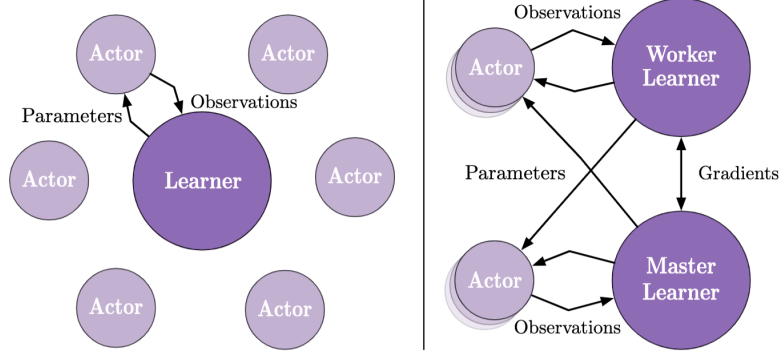 Actor
Actor
Parameters
Observations
Actor
Learner
Actor
Actor
Actor
Observations
Actor
Worker
Learner
Parameters
Gradients
Actor
Master
Learner
Observations